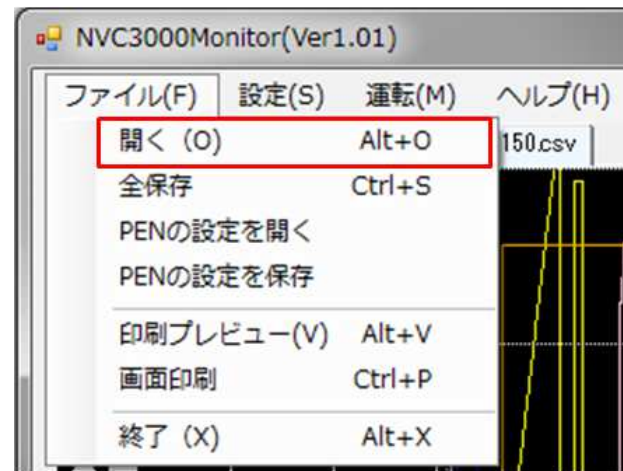 NVC3000Monitor(Ver1.01)
ファイル(F) 設定(S) 運転(M) ヘルプ(H)
開く（O） Alt+O
150.csv
全保存 Ctrl+S
PENの設定を開く
PENの設定を保存
印刷プレビュー(V) Alt+V
画面印刷 Ctrl+P
終了（X） Alt+X